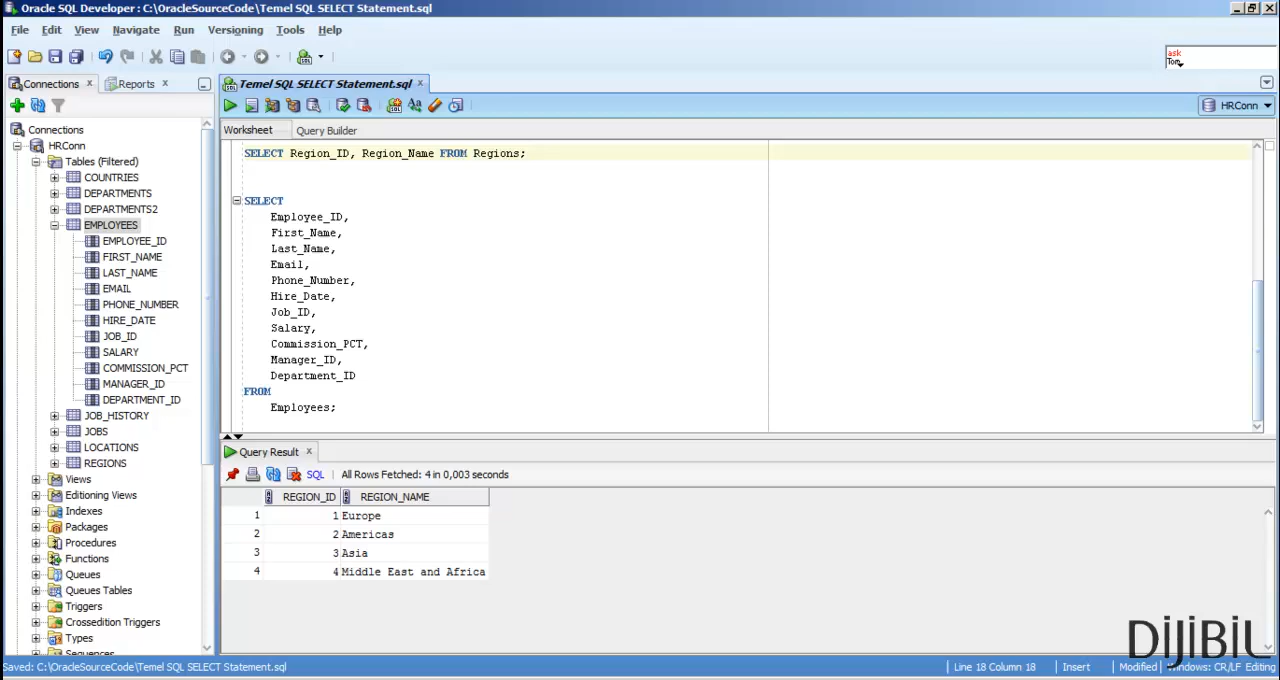 Oracle SQL Developer : C:\OracleSourceCode\Temel SQL SELECT Statement.sql
File Edit View Navigate Run Versioning Tools Help
ask
Tom
Connections x Reports x
Temel SQL SELECT Statement.sql x
HRConn
Worksheet Query Builder
Connections
HRConn
Tables (Filtered)
COUNTRIES
DEPARTMENTS
DEPARTMENTS2
EMPLOYEES
EMPLOYEE_ID
FIRST_NAME
LAST_NAME
EMAIL
PHONE_NUMBER
HIRE_DATE
JOB_ID
SALARY
COMMISSION_PCT
MANAGER_ID
DEPARTMENT_ID
JOB_HISTORY
JOBS
LOCATIONS
REGIONS
Views
Editioning Views
Indexes
Packages
Procedures
Functions
Queues
Queues Tables
Triggers
Crossedition Triggers
Types
Sequences
SELECT Region_ID, Region_Name FROM Regions;
SELECT
Employee_ID,
First_Name,
Last_Name,
Email,
Phone_Number,
Hire_Date,
Job_ID,
Salary,
Commission_PCT,
Manager_ID,
Department_ID
FROM
Employees;
Query Result x
SQL | All Rows Fetched: 4 in 0,003 seconds
REGION_ID REGION_NAME
1 1 Europe
2 2 Americas
3 3 Asia
4 4 Middle East and Africa
DiJiBiL
Saved: C:\OracleSourceCode\Temel SQL SELECT Statement.sql
Line 18 Column 18 Insert Modified Windows: CR/LF Editing